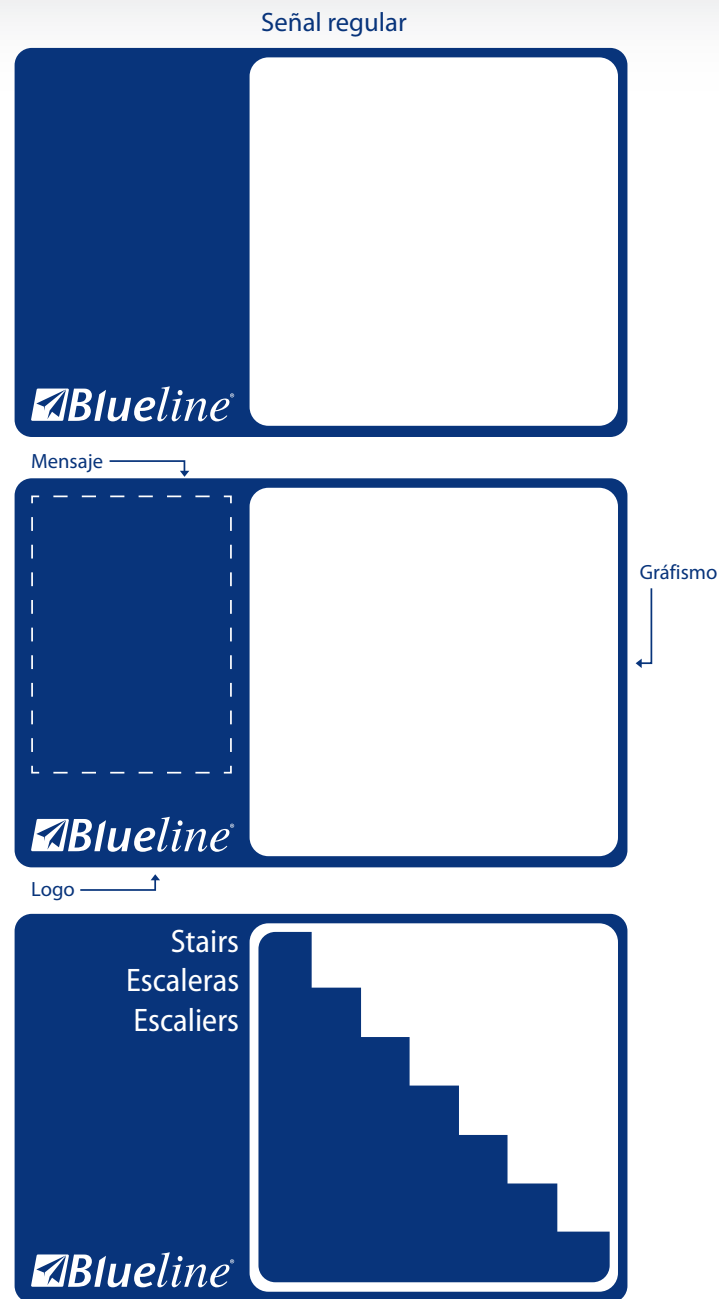 Señal regular
Blueline®
Mensaje
Gráfismo
Blueline®
Logo
Stairs
Escaleras
Escaliers
Blueline®